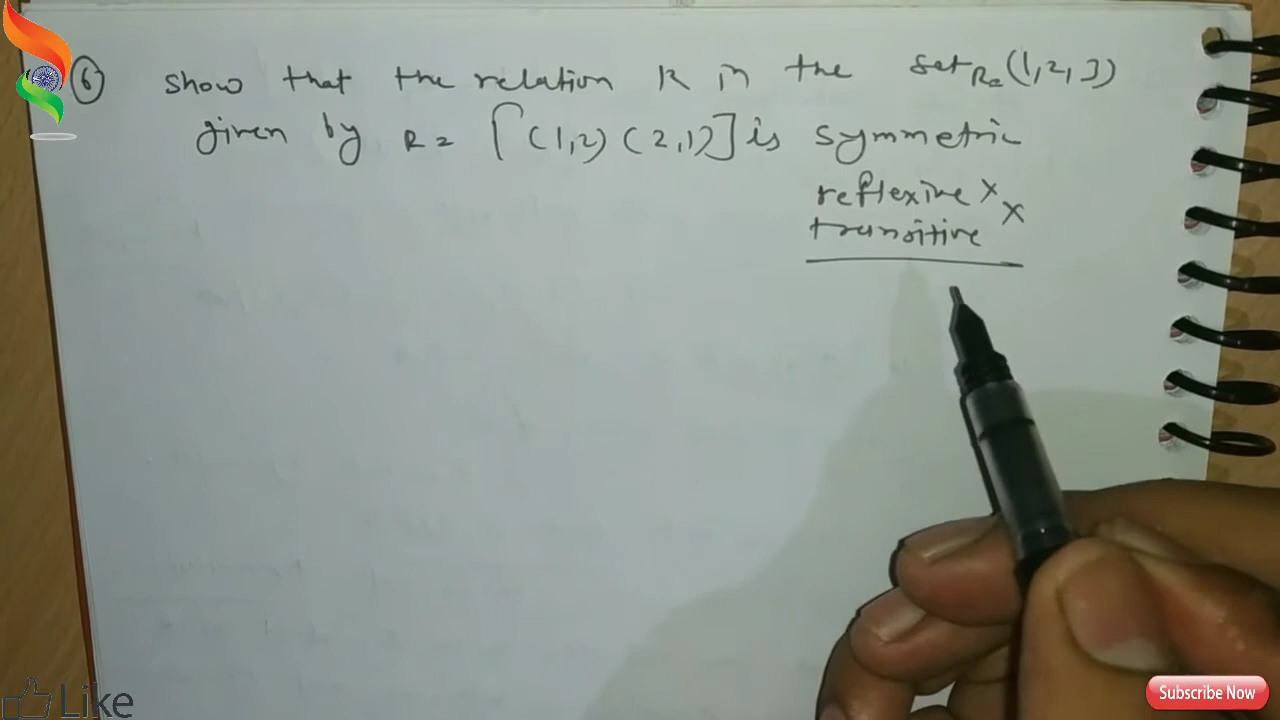 6 show that the relation R in the set R= (1,2,3)
given by R= [(1,2) (2,1)] is symmetric
reflexive x
transitive x
Like
Subscribe Now